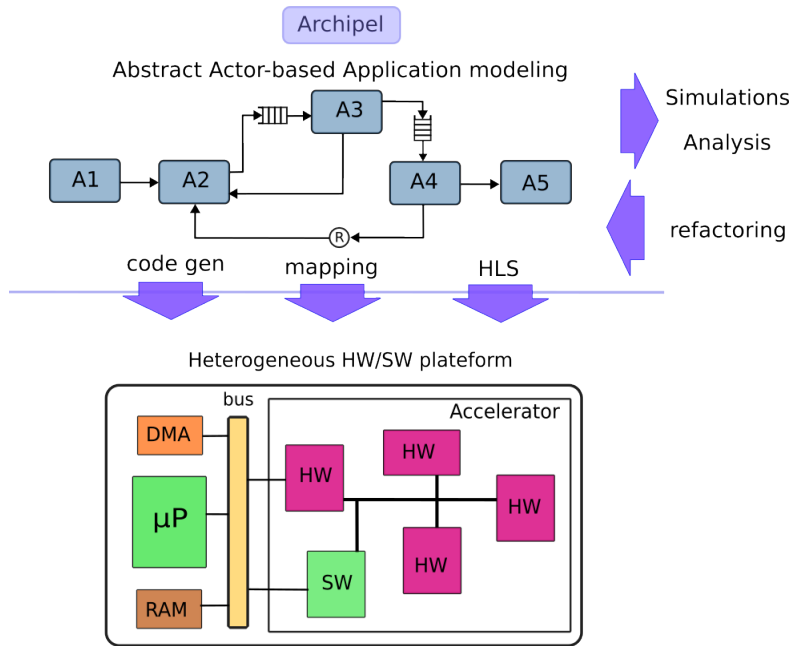 Archipel
Abstract Actor-based Application modeling
Simulations
Analysis
A3
A1
A2
A4
A5
R
refactoring
code gen
mapping
HLS
Heterogeneous HW/SW plateform
bus
Accelerator
DMA
HW
HW
HW
µP
HW
SW
RAM